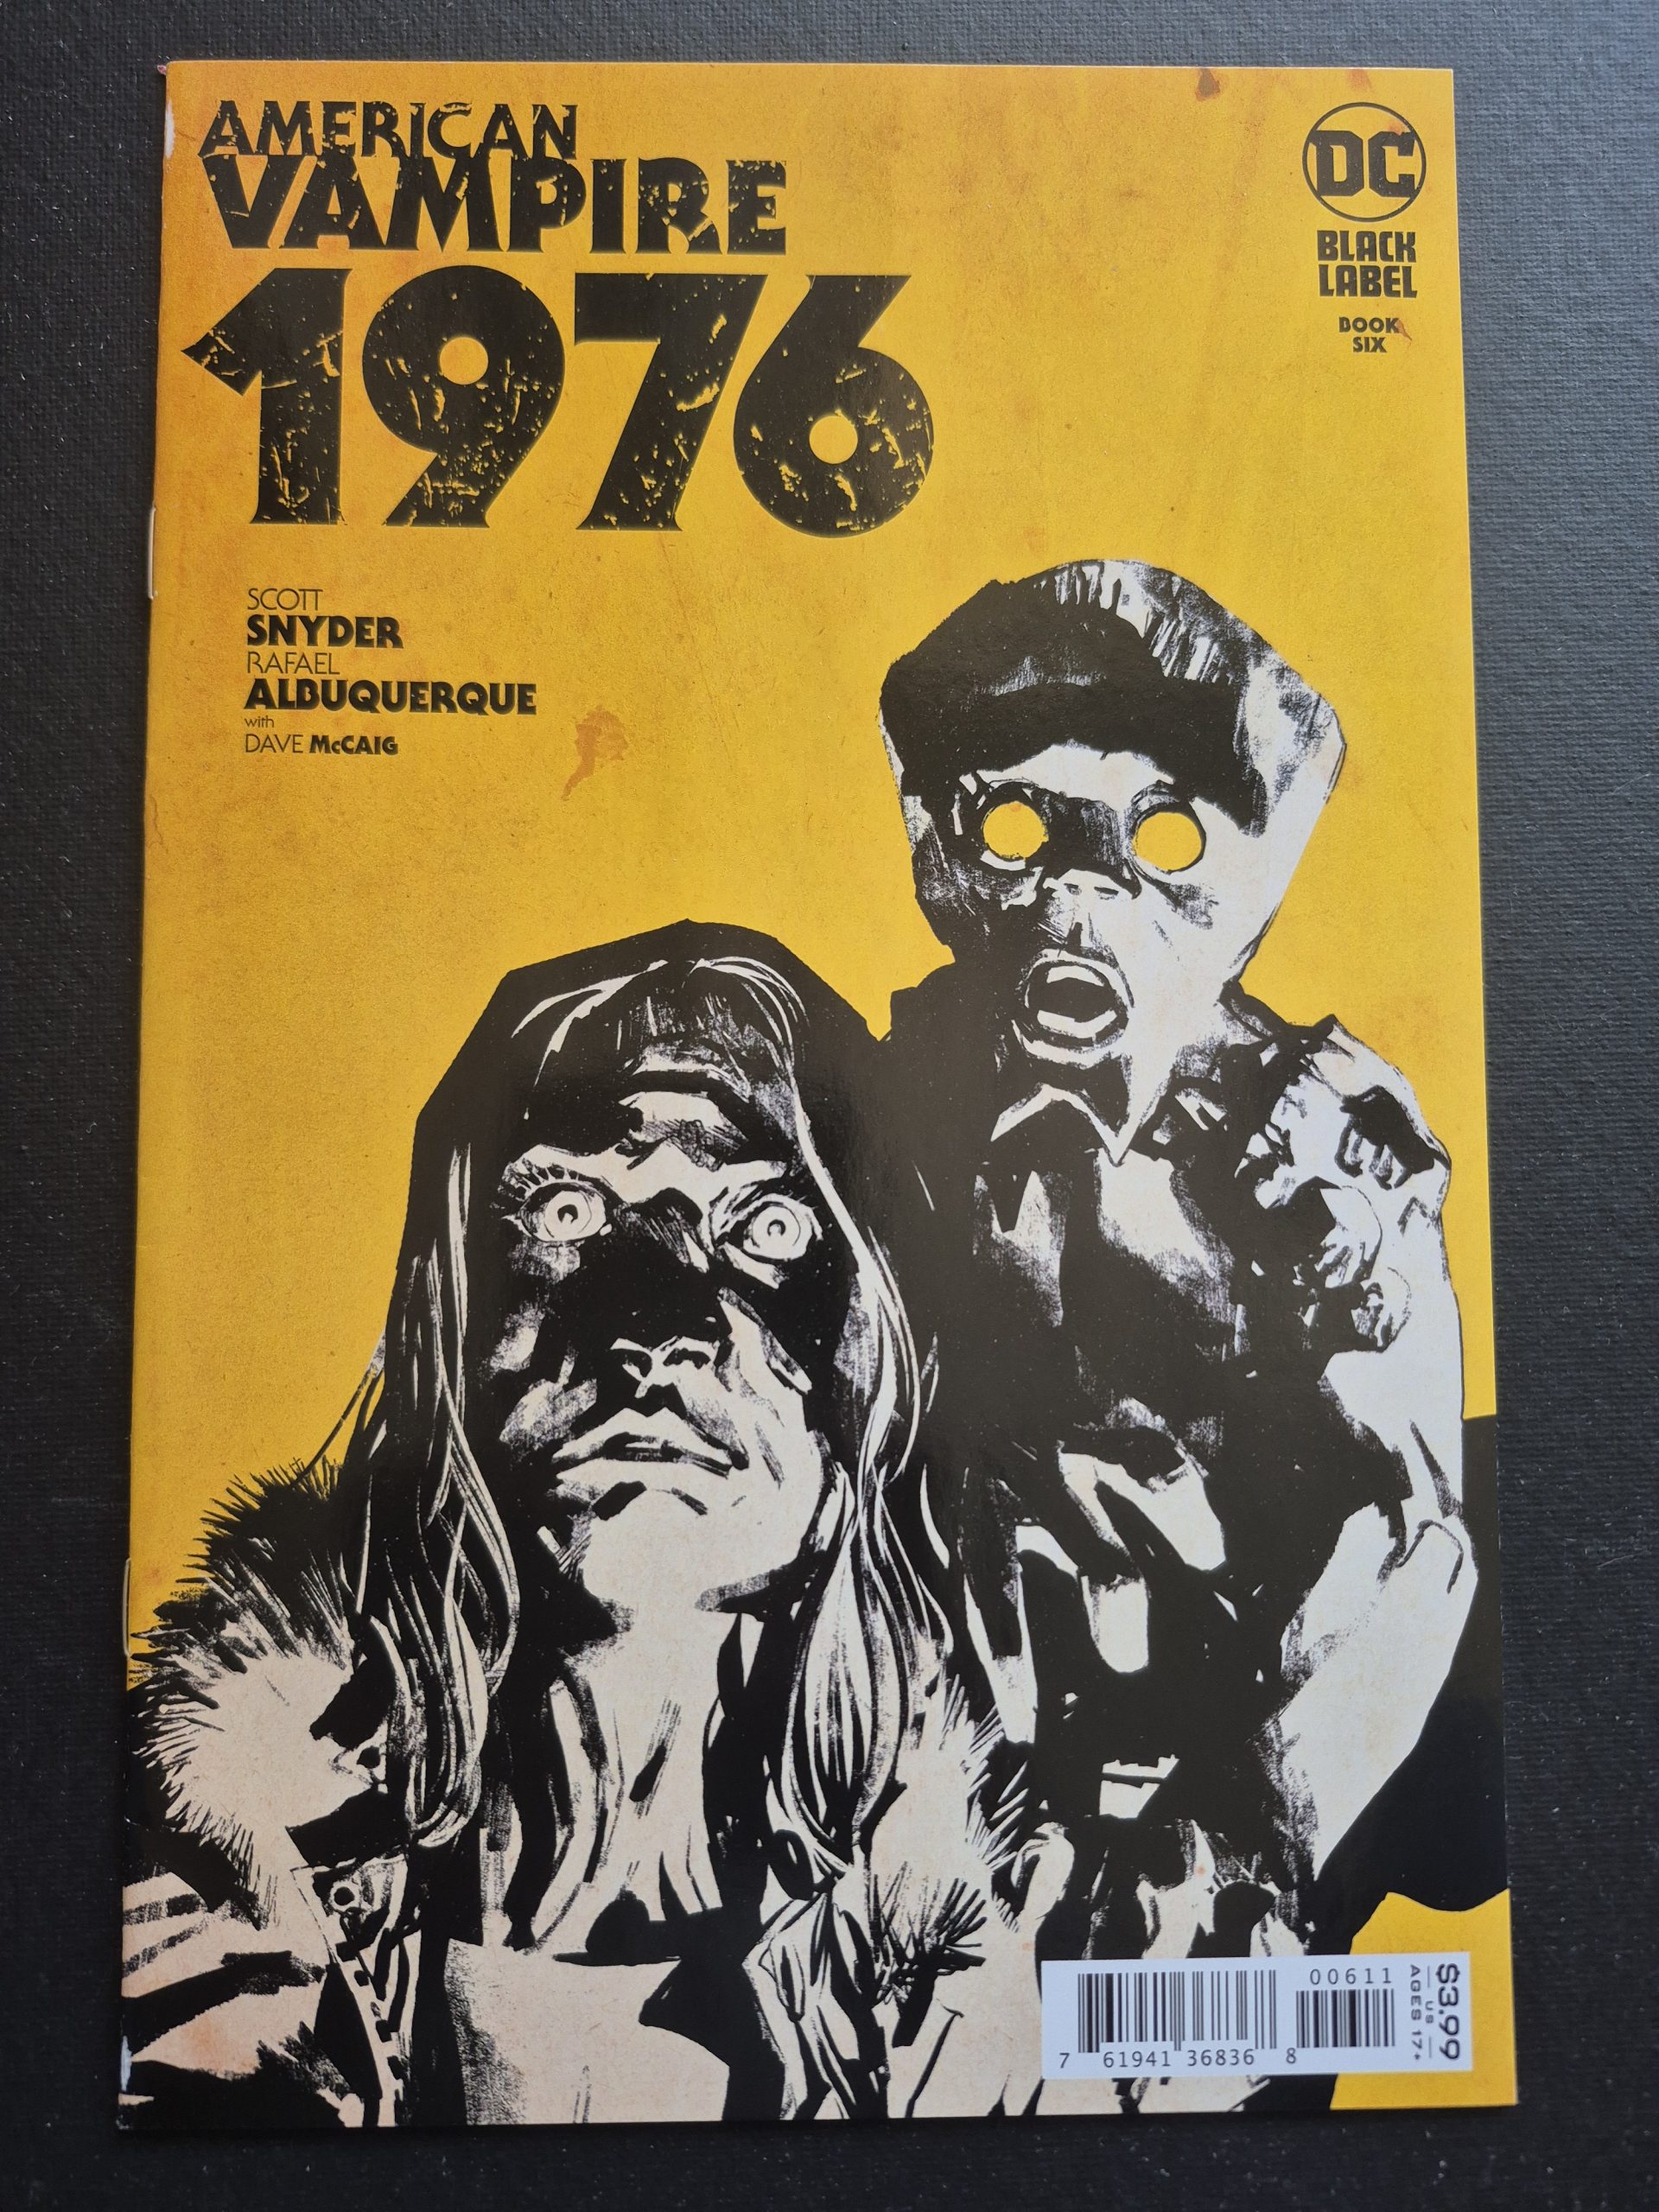 AMERICAN
VAMPIRE
1976
DC
BLACK
LABEL
BOOK
SIX
SCOTT
SNYDER
RAFAEL
ALBUQUERQUE
with
DAVE McCAIG
00611
7 61941 36836 8
$3.99
US
AGES 17+